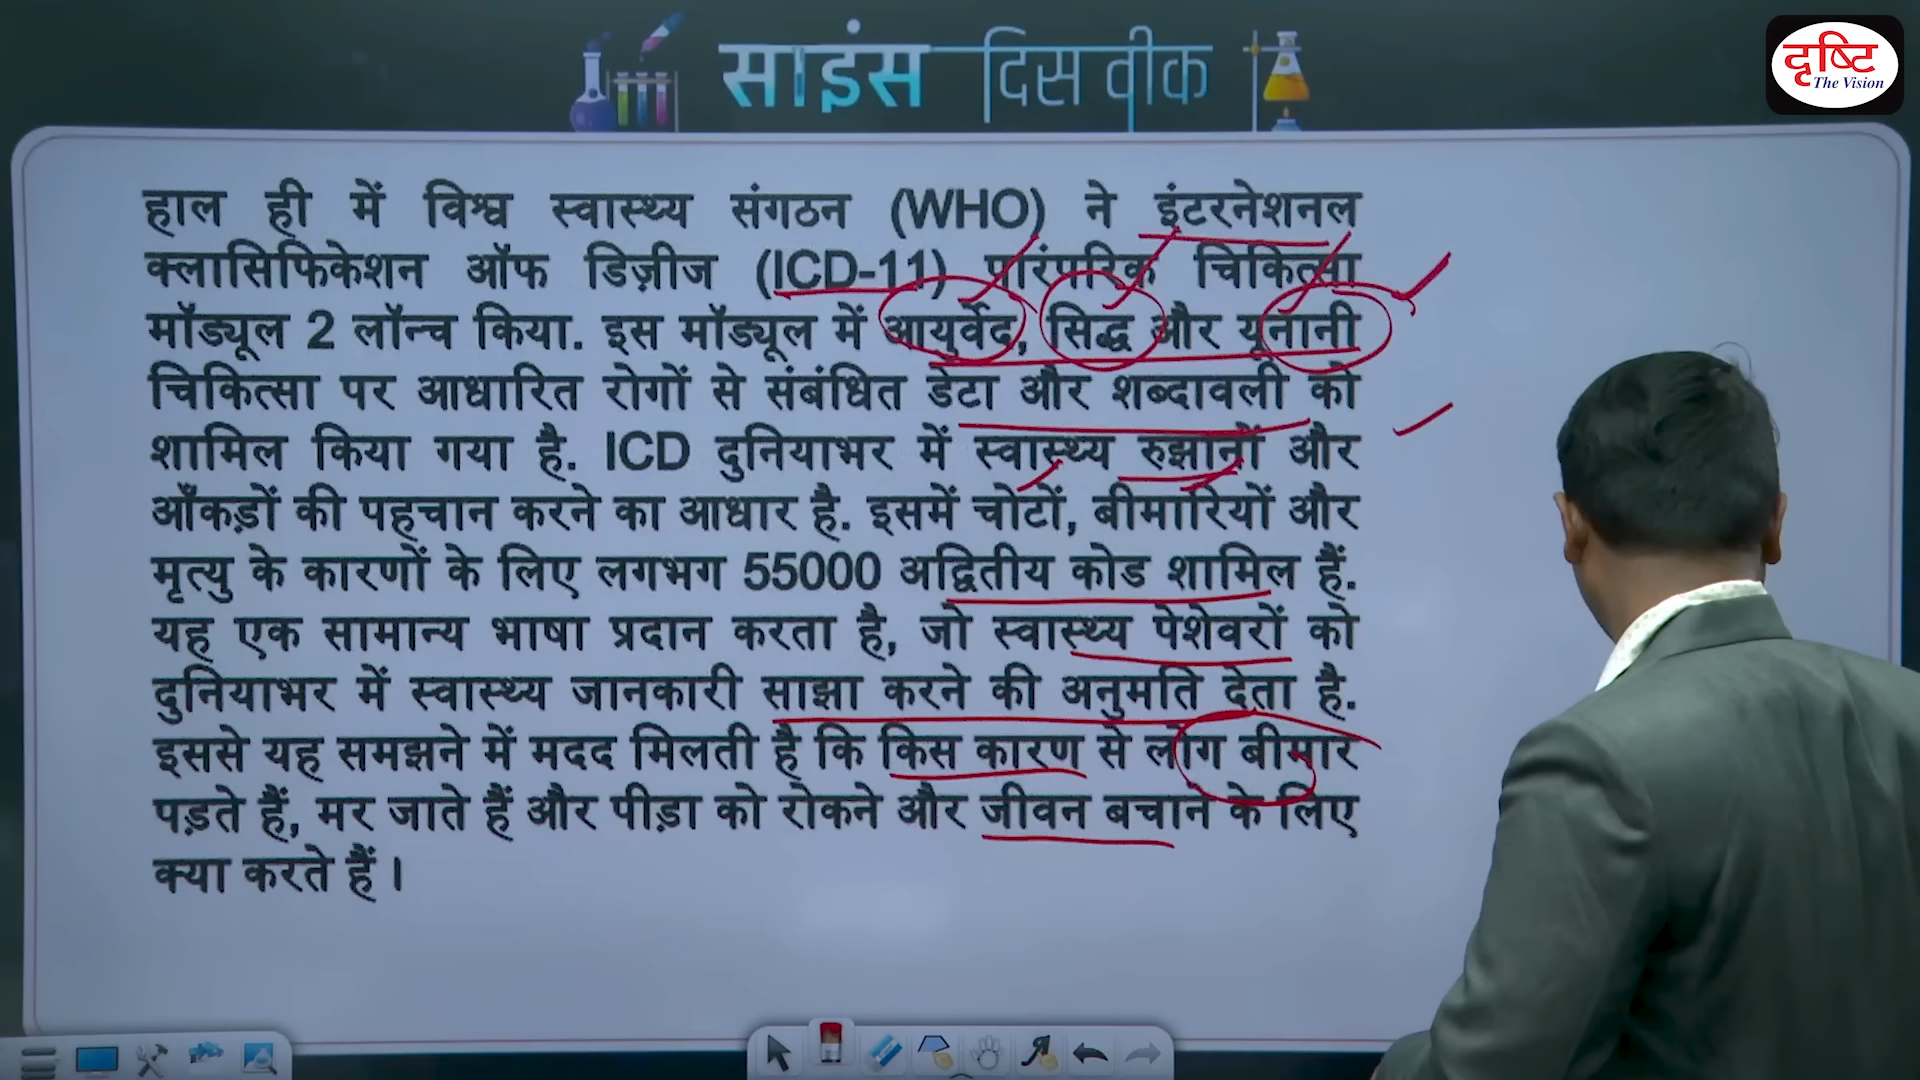 साइंस दिस वीक
दृष्टि
The Vision
हाल ही में विश्व स्वास्थ्य संगठन (WHO) ने इंटरनेशनल
क्लासिफिकेशन ऑफ डिज़ीज (ICD-11) पारंपरिक चिकित्सा
मॉड्यूल 2 लॉन्च किया. इस मॉड्यूल में आयुर्वेद, सिद्ध और यूनानी
चिकित्सा पर आधारित रोगों से संबंधित डेटा और शब्दावली को
शामिल किया गया है. ICD दुनियाभर में स्वास्थ्य रुझानों और
आँकड़ों की पहचान करने का आधार है. इसमें चोटों, बीमारियों और
मृत्यु के कारणों के लिए लगभग 55000 अद्वितीय कोड शामिल हैं.
यह एक सामान्य भाषा प्रदान करता है, जो स्वास्थ्य पेशेवरों को
दुनियाभर में स्वास्थ्य जानकारी साझा करने की अनुमति देता है.
इससे यह समझने में मदद मिलती है कि किस कारण से लोग बीमार
पड़ते हैं, मर जाते हैं और पीड़ा को रोकने और जीवन बचाने के लिए
क्या करते हैं।